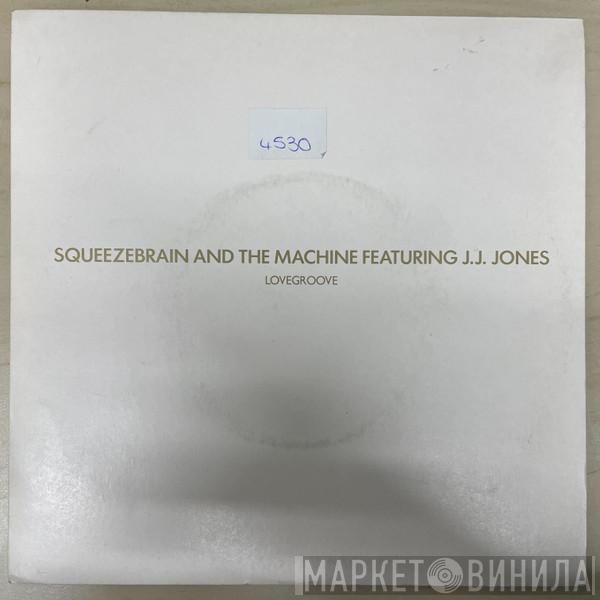 4530
SQUEEZEBRAIN AND THE MACHINE FEATURING J.J. JONES
LOVEGROOVE
МАРКЕТ ВИНИЛА